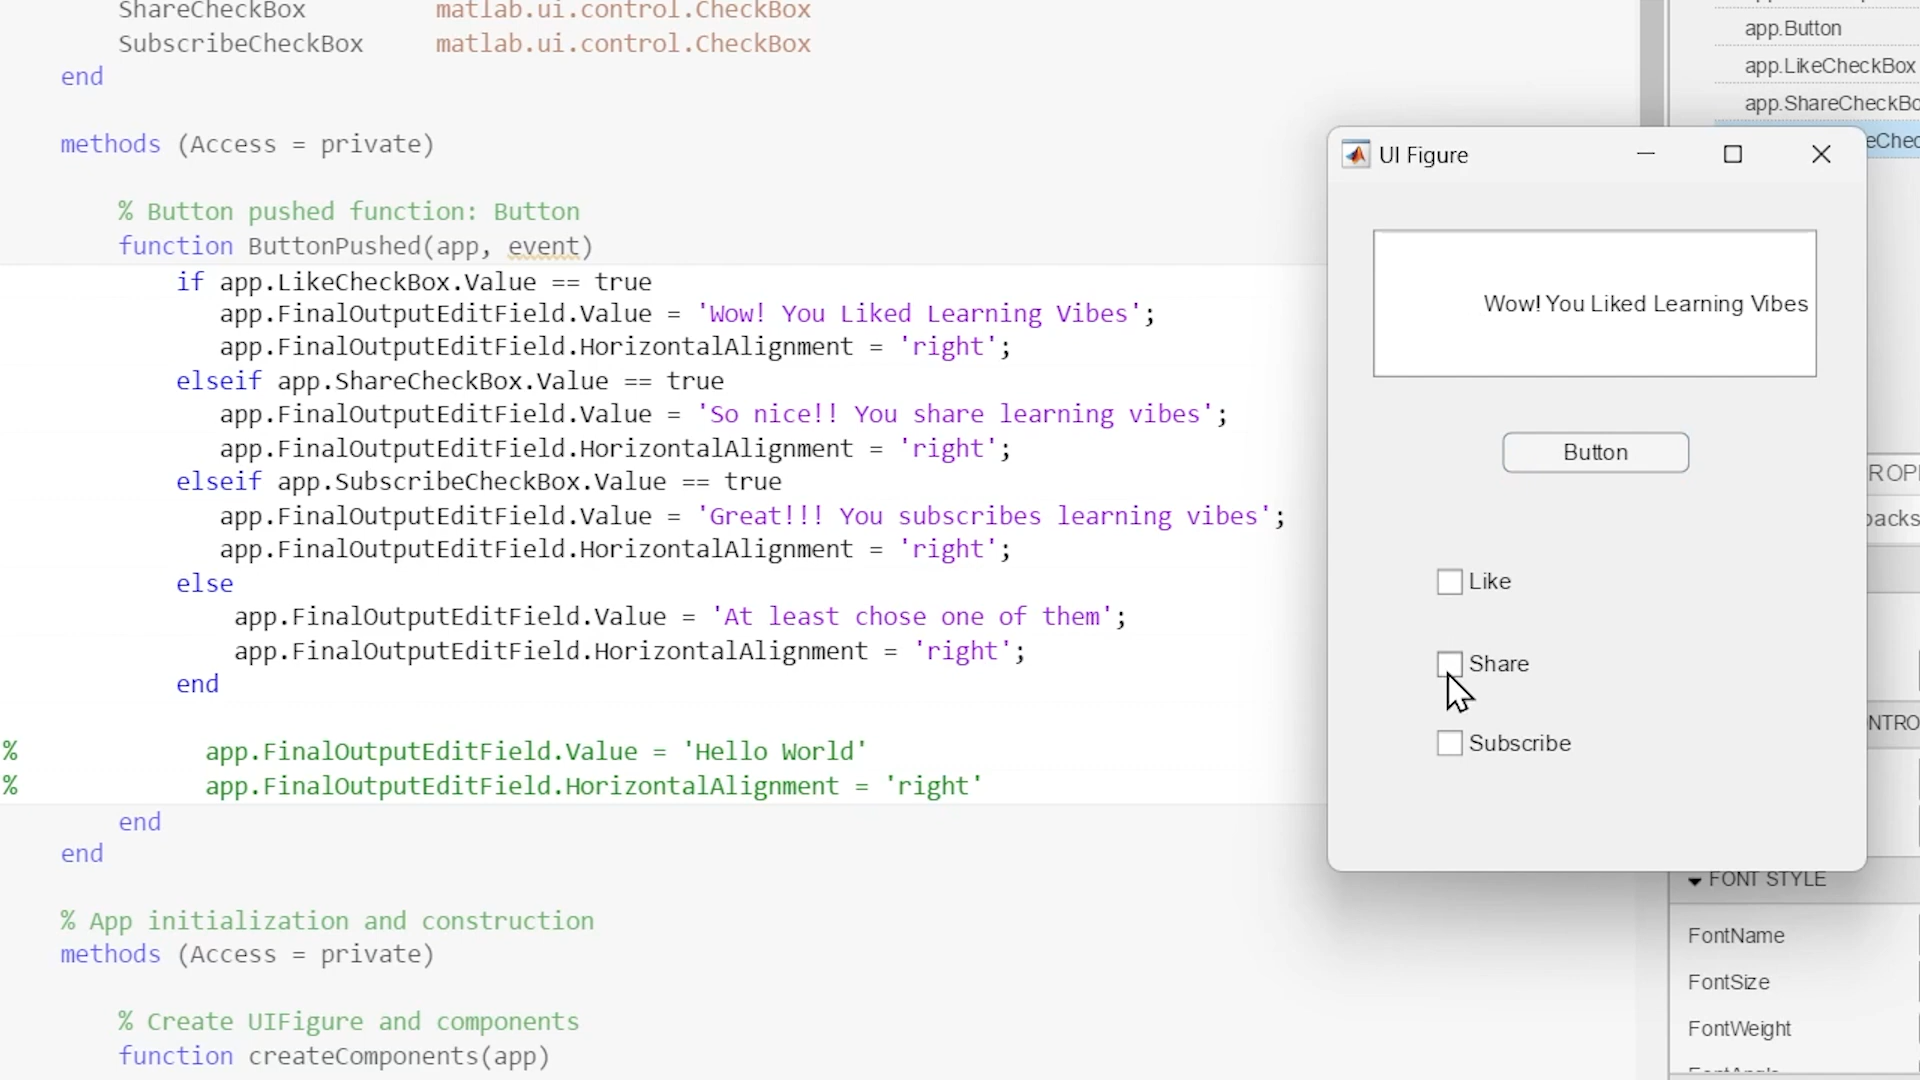 ShareCheckBox matlab.ui.control.CheckBox
SubscribeCheckBox matlab.ui.control.CheckBox
end
methods (Access = private)
% Button pushed function: Button
function ButtonPushed(app, event)
if app.LikeCheckBox.Value == true
app.FinalOutputEditField.Value = 'Wow! You Liked Learning Vibes';
app.FinalOutputEditField.HorizontalAlignment = 'right';
elseif app.ShareCheckBox.Value == true
app.FinalOutputEditField.Value = 'So nice!! You share learning vibes';
app.FinalOutputEditField.HorizontalAlignment = 'right';
elseif app.SubscribeCheckBox.Value == true
app.FinalOutputEditField.Value = 'Great!!! You subscribes learning vibes';
app.FinalOutputEditField.HorizontalAlignment = 'right';
else
app.FinalOutputEditField.Value = 'At least chose one of them';
app.FinalOutputEditField.HorizontalAlignment = 'right';
end
% app.FinalOutputEditField.Value = 'Hello World'
% app.FinalOutputEditField.HorizontalAlignment = 'right'
end
end
% App initialization and construction
methods (Access = private)
% Create UIFigure and components
function createComponents(app)
app.Button
app.LikeCheckBox
app.ShareCheckBo
UI Figure
Wow! You Liked Learning Vibes
Button
Like
Share
Subscribe
FONT STYLE
FontName
FontSize
FontWeight